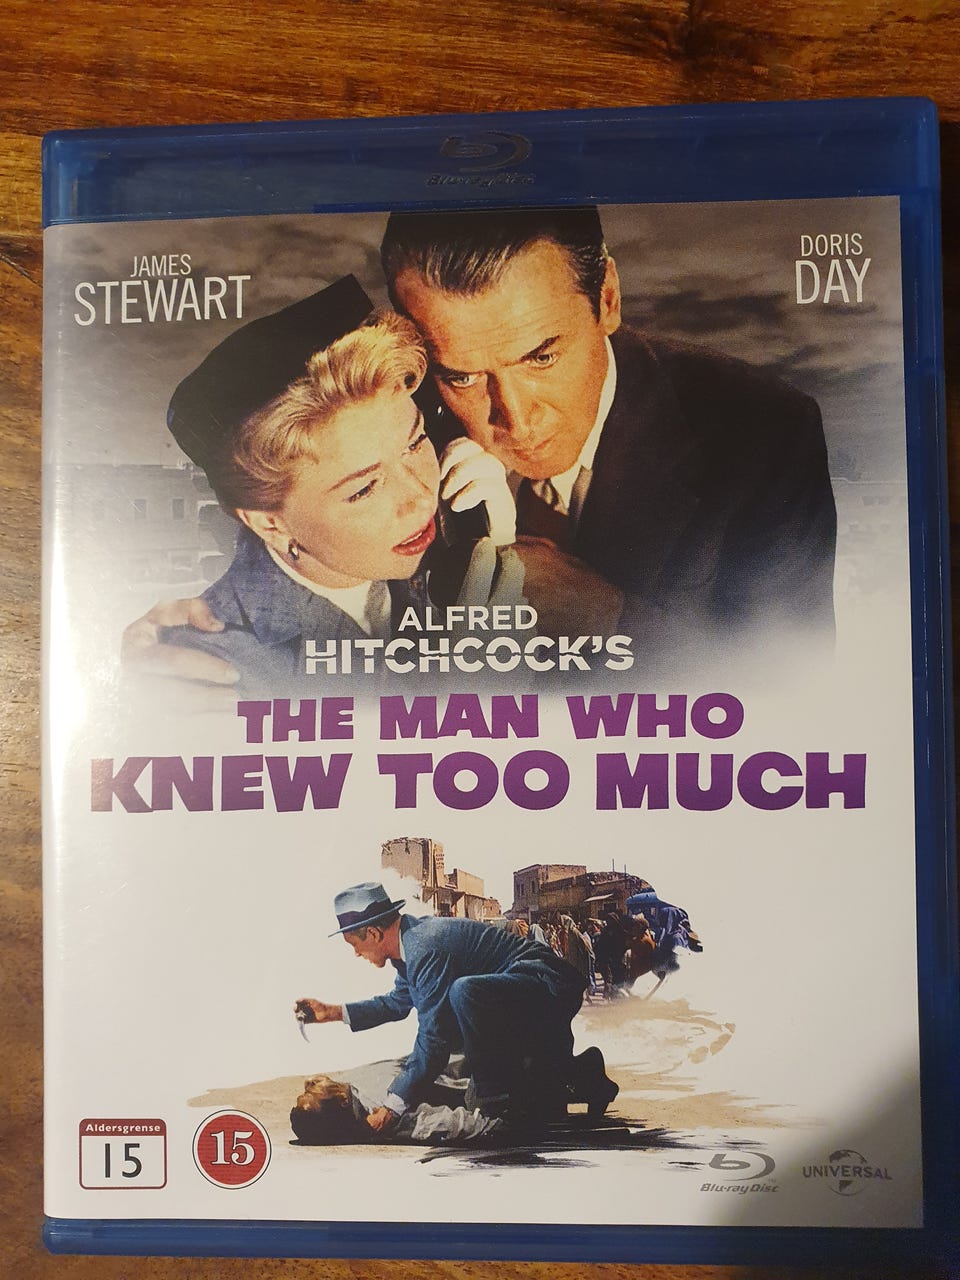 Blu-ray Disc
JAMES
STEWART
DORIS
DAY
ALFRED
HITCHCOCK'S
THE MAN WHO
KNEW TOO MUCH
Aldersgrense
15
15
Blu-ray Disc
UNIVERSAL